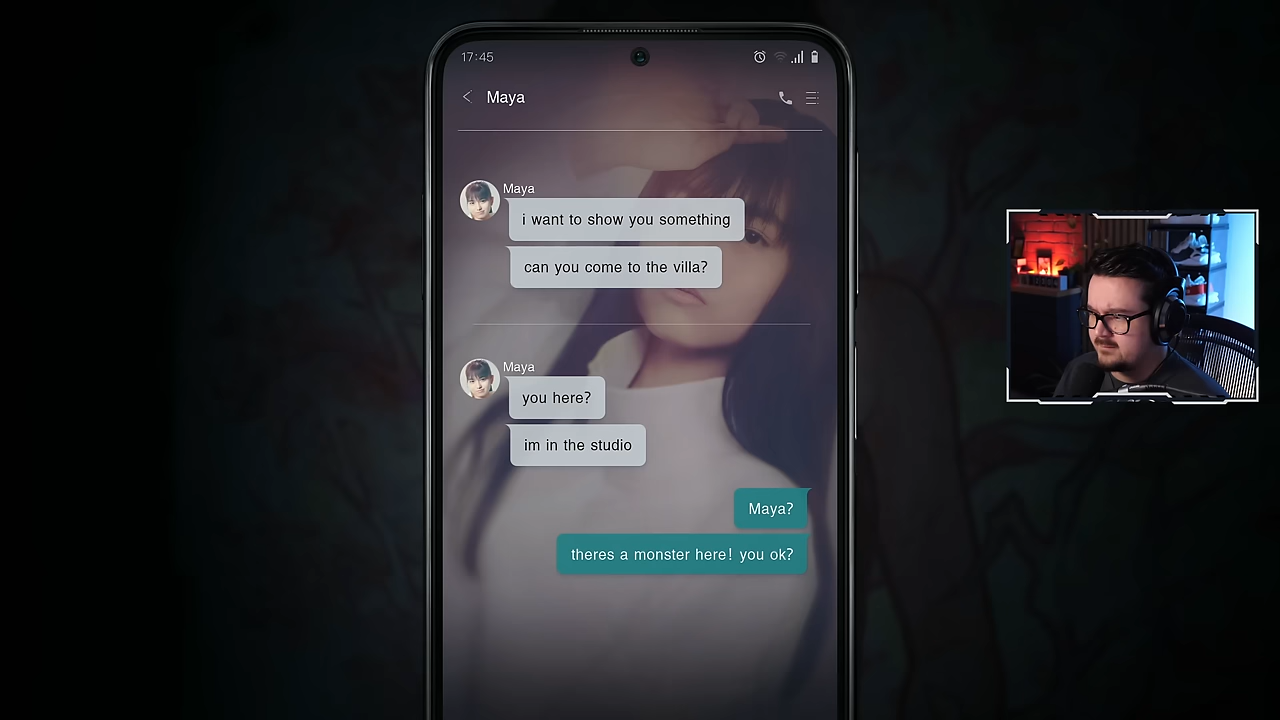 17:45
Maya
Maya
i want to show you something
can you come to the villa?
Maya
you here?
im in the studio
Maya?
theres a monster here! you ok?